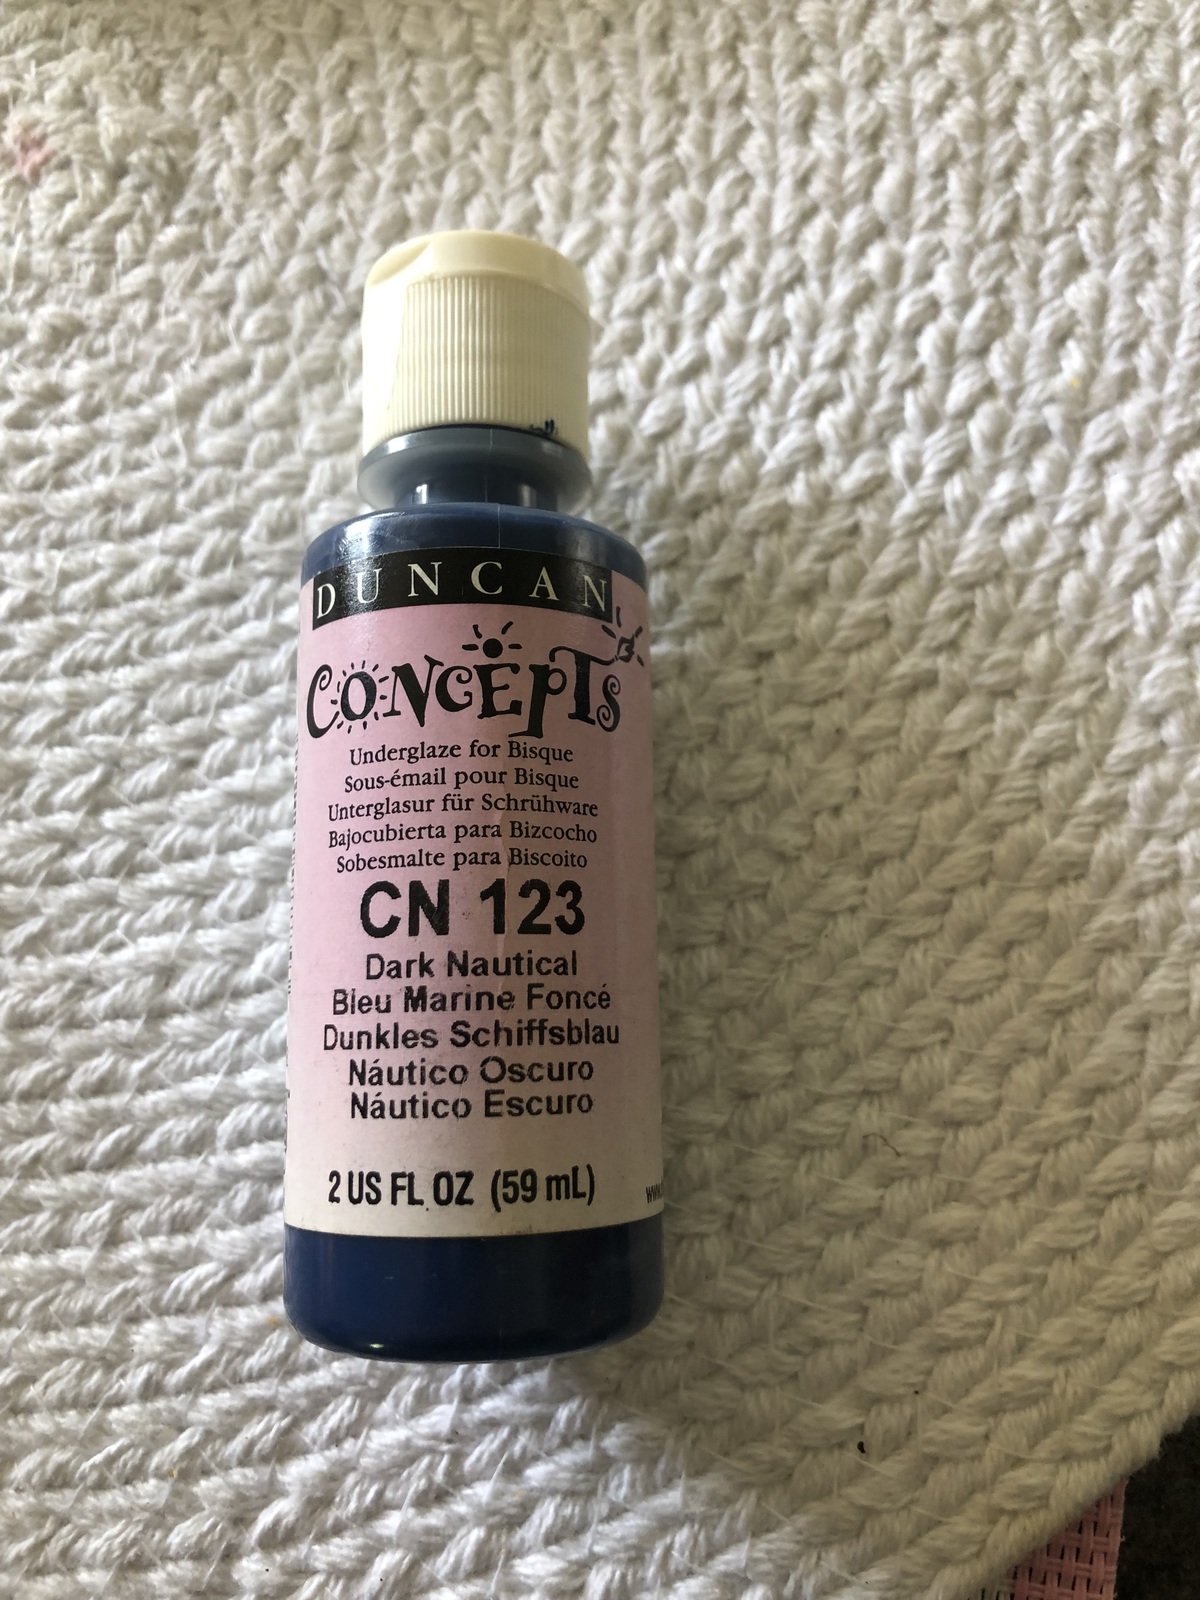 DUNCAN
CONCEPTS
Underglaze for Bisque
Sous-émail pour Bisque
Unterglasur für Schrühware
Bajocubierta para Bizcocho
Sobesmalte para Biscoito
CN 123
Dark Nautical
Bleu Marine Foncé
Dunkles Schiffsblau
Náutico Oscuro
Náutico Escuro
2 US FL OZ (59 mL)